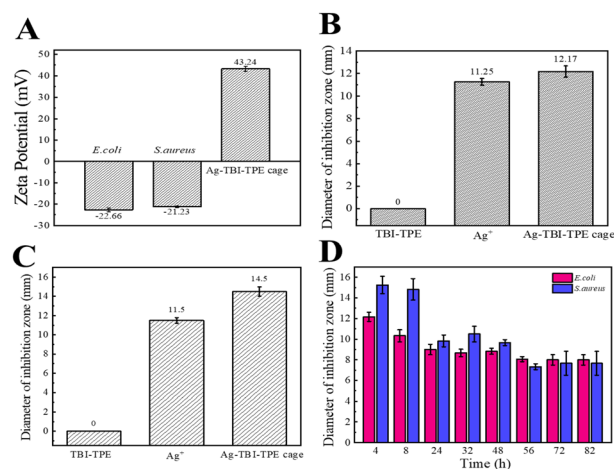 A
Zeta Potential (mV)
50
40
30
20
10
0
-10
-20
-30
43.24
E.coli
S.aureus
Ag-TBI-TPE cage
-22.66
-21.23
B
Diameter of inhibition zone (mm)
14
12
10
8
6
4
2
0
0
11.25
12.17
TBI-TPE
Ag⁺
Ag-TBI-TPE cage
C
Diameter of inhibition zone (mm)
16
14
12
10
8
6
4
2
0
0
11.5
14.5
TBI-TPE
Ag⁺
Ag-TBI-TPE cage
D
Diameter of inhibition zone (mm)
16
14
12
10
8
6
4
2
0
E.coli
S.aureus
4 8 24 32 48 56 72 82
Time (h)